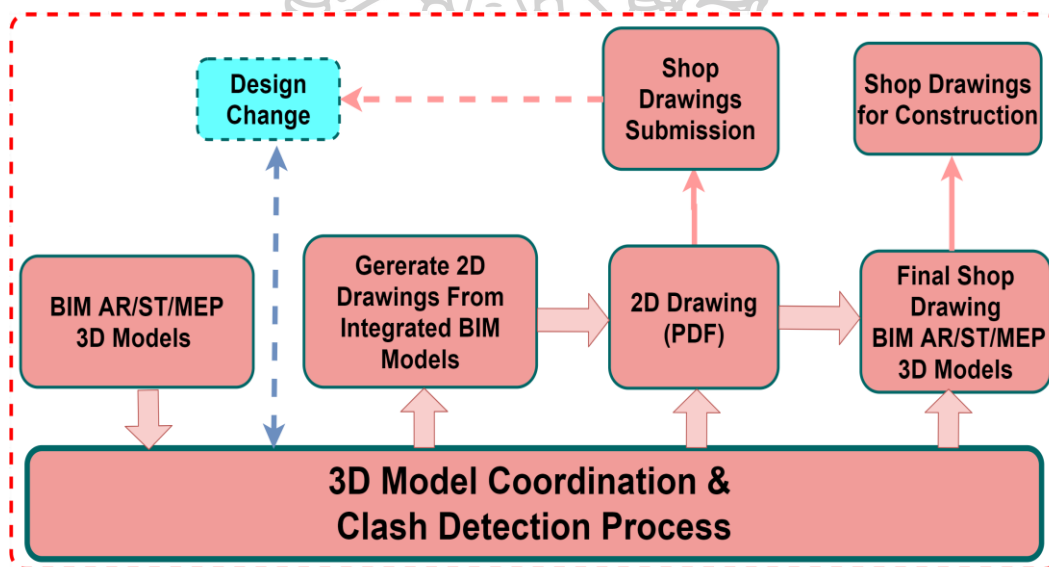 Design
Change
Shop
Drawings
Submission
Shop Drawings
for Construction
BIM AR/ST/MEP
3D Models
Gererate 2D
Drawings From
Integrated BIM
Models
2D Drawing
(PDF)
Final Shop
Drawing
BIM AR/ST/MEP
3D Models
3D Model Coordination &
Clash Detection Process